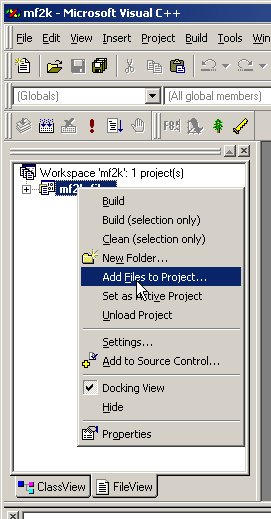 mf2k - Microsoft Visual C++
File Edit View Insert Project Build Tools Win
(Globals) (All global members)
Workspace 'mf2k': 1 project(s)
Build
Build (selection only)
Clean (selection only)
New Folder...
Add Files to Project...
Set as Active Project
Unload Project
Settings...
Add to Source Control...
Docking View
Hide
Properties
ClassView FileView